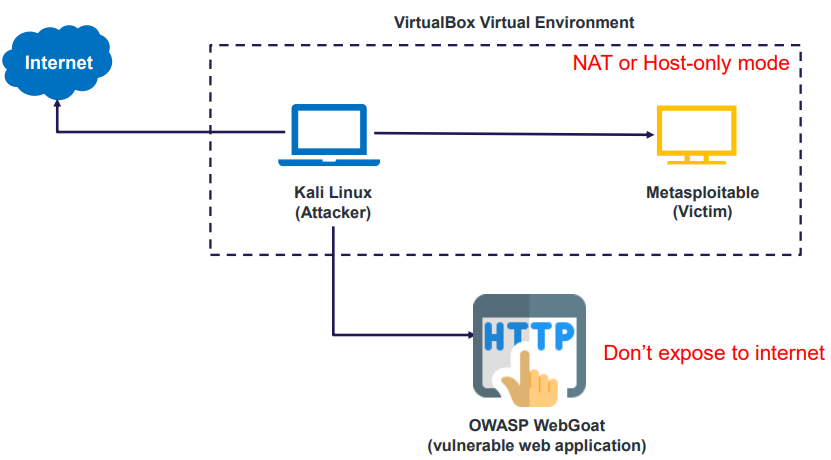 VirtualBox Virtual Environment
Internet
NAT or Host-only mode
Kali Linux
(Attacker)
Metasploitable
(Victim)
HTTP
Don’t expose to internet
OWASP WebGoat
(vulnerable web application)